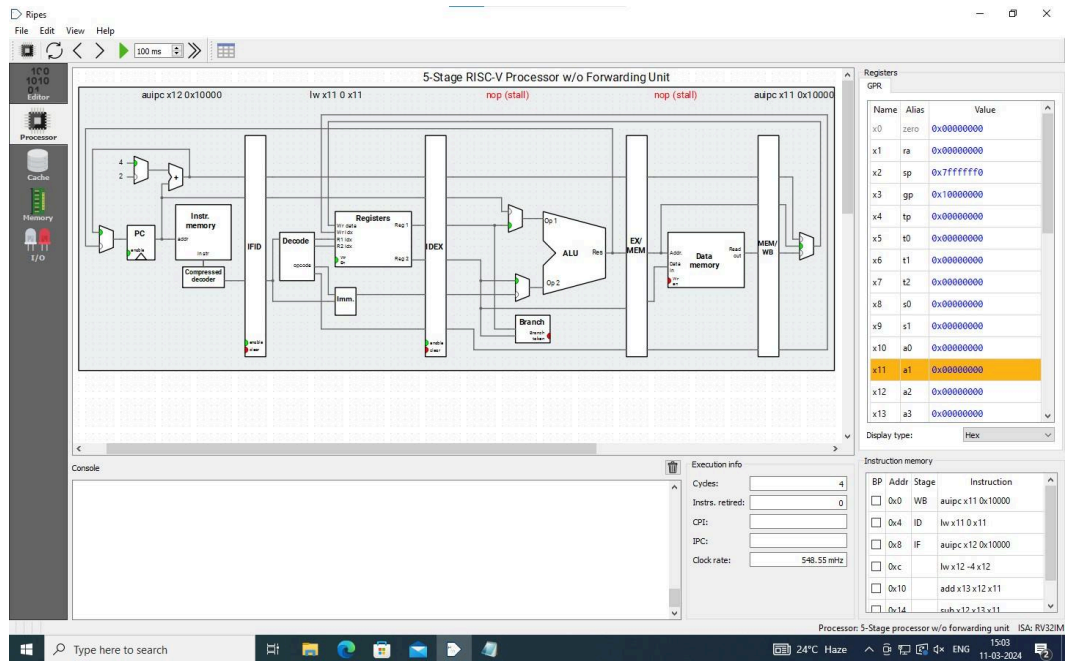 Ripes
File Edit View Help
100 ms
Editor
Processor
Cache
Memory
I/O
5-Stage RISC-V Processor w/o Forwarding Unit
auipc x12 0x10000 lw x11 0 x11 nop (stall) nop (stall) auipc x11 0x10000
4
2
+
PC
enable
Instr. memory
addr
instr
Compressed decoder
IFID
enable
clear
Decode
opcode
Registers
Wr data
Wr idx
R1 idx
R2 idx
Wr En
Reg 1
Reg 2
Imm.
IDEX
enable
clear
Op 1
Op 2
ALU
Res
Branch
Branch taken
EX/MEM
Addr.
Data in
Wr
Data memory
Read out
MEM/WB
Registers
GPR
Name Alias Value
x0 zero 0x00000000
x1 ra 0x00000000
x2 sp 0x7ffffff0
x3 gp 0x10000000
x4 tp 0x00000000
x5 t0 0x00000000
x6 t1 0x00000000
x7 t2 0x00000000
x8 s0 0x00000000
x9 s1 0x00000000
x10 a0 0x00000000
x11 a1 0x00000000
x12 a2 0x00000000
x13 a3 0x00000000
Display type: Hex
Console
Execution info
Cycles: 4
Instrs. retired: 0
CPI:
IPC:
Clock rate: 548.55 mHz
Instruction memory
BP Addr Stage Instruction
0x0 WB auipc x11 0x10000
0x4 ID lw x11 0 x11
0x8 IF auipc x12 0x10000
0xc lw x12 -4 x12
0x10 add x13 x12 x11
0x14 sub x12 x13 x11
Processor: 5-Stage processor w/o forwarding unit ISA: RV32IM
Type here to search
24°C Haze
ENG
15:03
11-03-2024
2